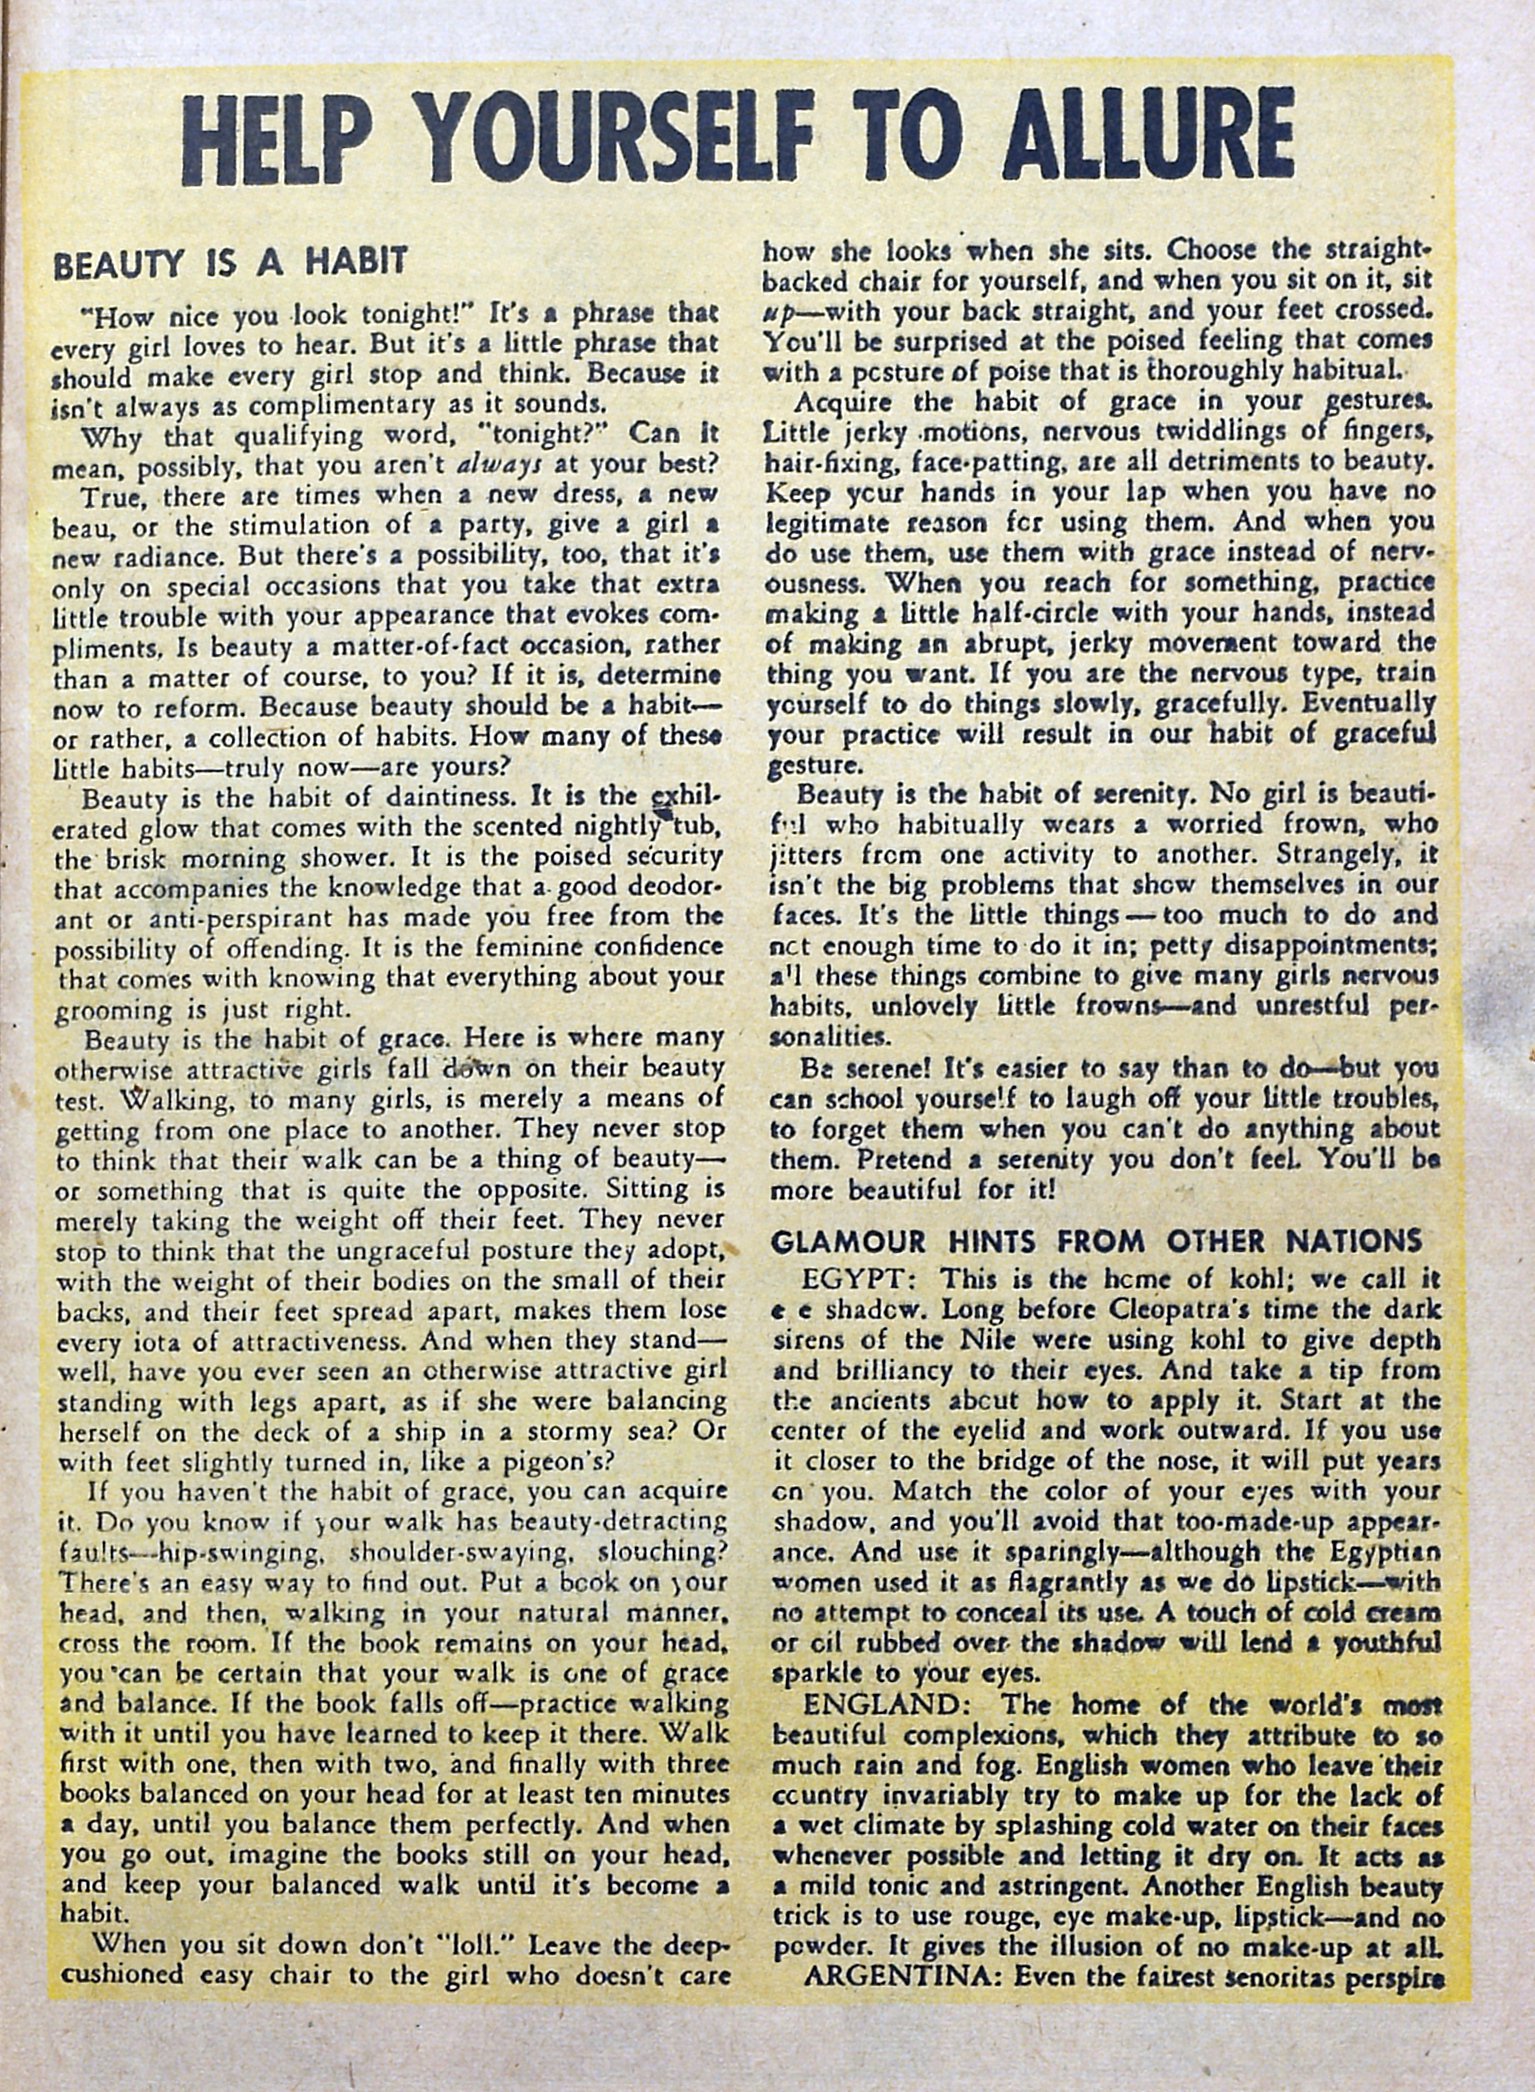 HELP YOURSELF TO ALLURE
BEAUTY IS A HABIT
"How nice you look tonight!" It's a phrase that
every girl loves to hear. But it's a little phrase that
should make every girl stop and think. Because it
isn't always as complimentary as it sounds.
Why that qualifying word, "tonight?" Can it
mean, possibly, that you aren't always at your best?
True, there are times when a new dress, a new
beau, or the stimulation of a party, give a girl a
new radiance. But there's a possibility, too, that it's
only on special occasions that you take that extra
little trouble with your appearance that evokes com-
pliments. Is beauty a matter-of-fact occasion, rather
than a matter of course, to you? If it is, determine
now to reform. Because beauty should be a habit—
or rather, a collection of habits. How many of these
little habits—truly now—are yours?
Beauty is the habit of daintiness. It is the exhil-
erated glow that comes with the scented nightly tub,
the brisk morning shower. It is the poised security
that accompanies the knowledge that a good deodor-
ant or anti-perspirant has made you free from the
possibility of offending. It is the feminine confidence
that comes with knowing that everything about your
grooming is just right.
Beauty is the habit of grace. Here is where many
otherwise attractive girls fall down on their beauty
test. Walking, to many girls, is merely a means of
getting from one place to another. They never stop
to think that their walk can be a thing of beauty—
or something that is quite the opposite. Sitting is
merely taking the weight off their feet. They never
stop to think that the ungraceful posture they adopt,
with the weight of their bodies on the small of their
backs, and their feet spread apart, makes them lose
every iota of attractiveness. And when they stand—
well, have you ever seen an otherwise attractive girl
standing with legs apart, as if she were balancing
herself on the deck of a ship in a stormy sea? Or
with feet slightly turned in, like a pigeon's?
If you haven't the habit of grace, you can acquire
it. Do you know if your walk has beauty-detracting
faults—hip-swinging, shoulder-swaying, slouching?
There's an easy way to find out. Put a book on your
head, and then, walking in your natural manner,
cross the room. If the book remains on your head,
you can be certain that your walk is one of grace
and balance. If the book falls off—practice walking
with it until you have learned to keep it there. Walk
first with one, then with two, and finally with three
books balanced on your head for at least ten minutes
a day, until you balance them perfectly. And when
you go out, imagine the books still on your head,
and keep your balanced walk until it's become a
habit.
When you sit down don't "loll." Leave the deep-
cushioned easy chair to the girl who doesn't care
how she looks when she sits. Choose the straight-
backed chair for yourself, and when you sit on it, sit
up—with your back straight, and your feet crossed.
You'll be surprised at the poised feeling that comes
with a posture of poise that is thoroughly habitual.
Acquire the habit of grace in your gestures.
Little jerky motions, nervous twiddlings of fingers,
hair-fixing, face-patting, are all detriments to beauty.
Keep your hands in your lap when you have no
legitimate reason for using them. And when you
do use them, use them with grace instead of nerv-
ousness. When you reach for something, practice
making a little half-circle with your hands, instead
of making an abrupt, jerky movement toward the
thing you want. If you are the nervous type, train
yourself to do things slowly, gracefully. Eventually
your practice will result in our habit of graceful
gesture.
Beauty is the habit of serenity. No girl is beauti-
ful who habitually wears a worried frown, who
jitters from one activity to another. Strangely, it
isn't the big problems that show themselves in our
faces. It's the little things—too much to do and
not enough time to do it in; petty disappointments;
all these things combine to give many girls nervous
habits, unlovely little frowns—and unrestful per-
sonalities.
Be serene! It's easier to say than to do—but you
can school yourself to laugh off your little troubles,
to forget them when you can't do anything about
them. Pretend a serenity you don't feel. You'll be
more beautiful for it!
GLAMOUR HINTS FROM OTHER NATIONS
EGYPT: This is the home of kohl; we call it
e e shadow. Long before Cleopatra's time the dark
sirens of the Nile were using kohl to give depth
and brilliancy to their eyes. And take a tip from
the ancients about how to apply it. Start at the
center of the eyelid and work outward. If you use
it closer to the bridge of the nose, it will put years
on you. Match the color of your eyes with your
shadow, and you'll avoid that too-made-up appear-
ance. And use it sparingly—although the Egyptian
women used it as flagrantly as we do lipstick—with
no attempt to conceal its use. A touch of cold cream
or oil rubbed over the shadow will lend a youthful
sparkle to your eyes.
ENGLAND: The home of the world's most
beautiful complexions, which they attribute to so
much rain and fog. English women who leave their
country invariably try to make up for the lack of
a wet climate by splashing cold water on their faces
whenever possible and letting it dry on. It acts as
a mild tonic and astringent. Another English beauty
trick is to use rouge, eye make-up, lipstick—and no
powder. It gives the illusion of no make-up at all.
ARGENTINA: Even the fairest senoritas perspire